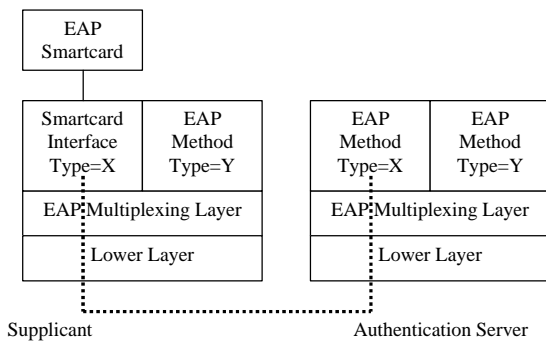 EAP
Smartcard
Smartcard
Interface
Type=X
EAP
Method
Type=Y
EAP Multiplexing Layer
Lower Layer
EAP
Method
Type=X
EAP
Method
Type=Y
EAP Multiplexing Layer
Lower Layer
Supplicant
Authentication Server